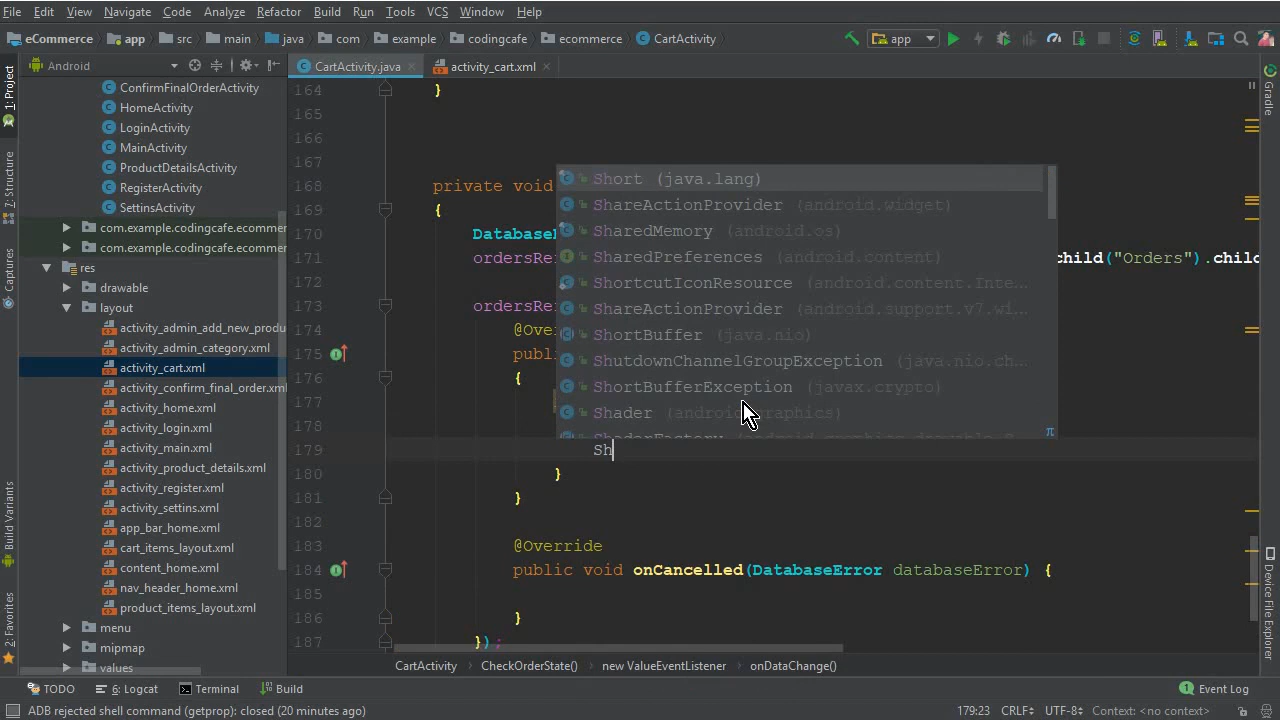 File Edit View Navigate Code Analyze Refactor Build Run Tools VCS Window Help
eCommerce app src main java com example codingcafe ecommerce CartActivity app
Android CartActivity.java activity_cart.xml
1: Project
7: Structure
Captures
Build Variants
2: Favorites
ConfirmFinalOrderActivity
HomeActivity
LoginActivity
MainActivity
ProductDetailsActivity
RegisterActivity
SettinsActivity
com.example.codingcafe.ecommer
com.example.codingcafe.ecommer
res
drawable
layout
activity_admin_add_new_produ
activity_admin_category.xml
activity_cart.xml
activity_confirm_final_order.xml
activity_home.xml
activity_login.xml
activity_main.xml
activity_product_details.xml
activity_register.xml
activity_settins.xml
app_bar_home.xml
cart_items_layout.xml
content_home.xml
nav_header_home.xml
product_items_layout.xml
menu
mipmap
values
164 }
165
166
167
168 private void
169 {
170 Database
171 ordersRe child("Orders").chilc
172
173 ordersRe
174 @Over
175 publi
176 {
177
178
179 Sh
180 }
181 }
182
183 @Override
184 public void onCancelled(DatabaseError databaseError) {
185
186 }
187 });
Short (java.lang)
ShareActionProvider (android.widget)
SharedMemory (android.os)
SharedPreferences (android.content)
ShortcutIconResource (android.content.Inte...
ShareActionProvider (android.support.v7.wi...
ShortBuffer (java.nio)
ShutdownChannelGroupException (java.nio.ch...
ShortBufferException (javax.crypto)
Shader (android.graphics)
π
Gradle
Device File Explorer
CartActivity CheckOrderState() new ValueEventListener onDataChange()
TODO 6: Logcat Terminal Build 1 Event Log
ADB rejected shell command (getprop): closed (20 minutes ago) 179:23 CRLF UTF-8 Context: <no context>